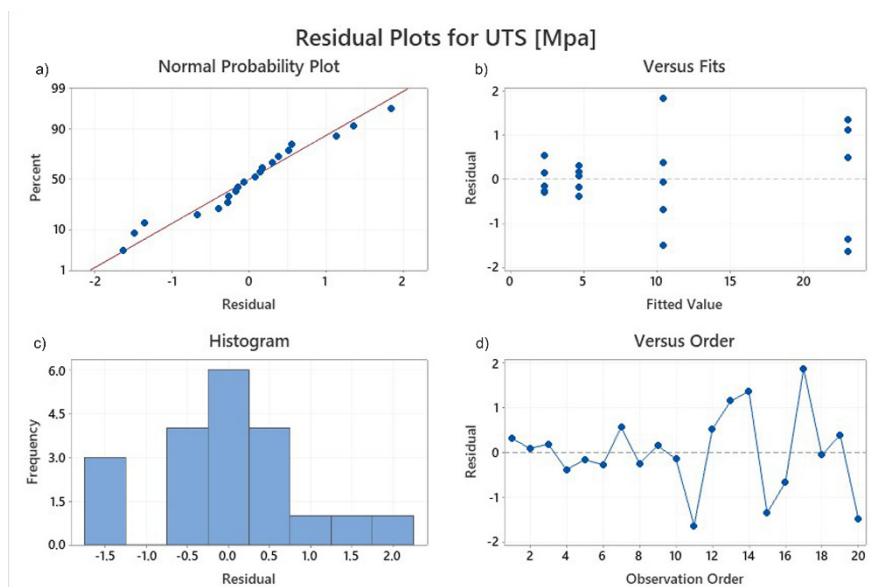 Residual Plots for UTS [Mpa]
a)
Normal Probability Plot
99
90
50
10
1
Percent
-2
-1
0
1
2
Residual
b)
Versus Fits
2
1
0
-1
-2
Residual
0
5
10
15
20
Fitted Value
c)
Histogram
6.0
4.5
3.0
1.5
0.0
Frequency
-1.5
-1.0
-0.5
0.0
0.5
1.0
1.5
2.0
Residual
d)
Versus Order
2
1
0
-1
-2
Residual
2
4
6
8
10
12
14
16
18
20
Observation Order